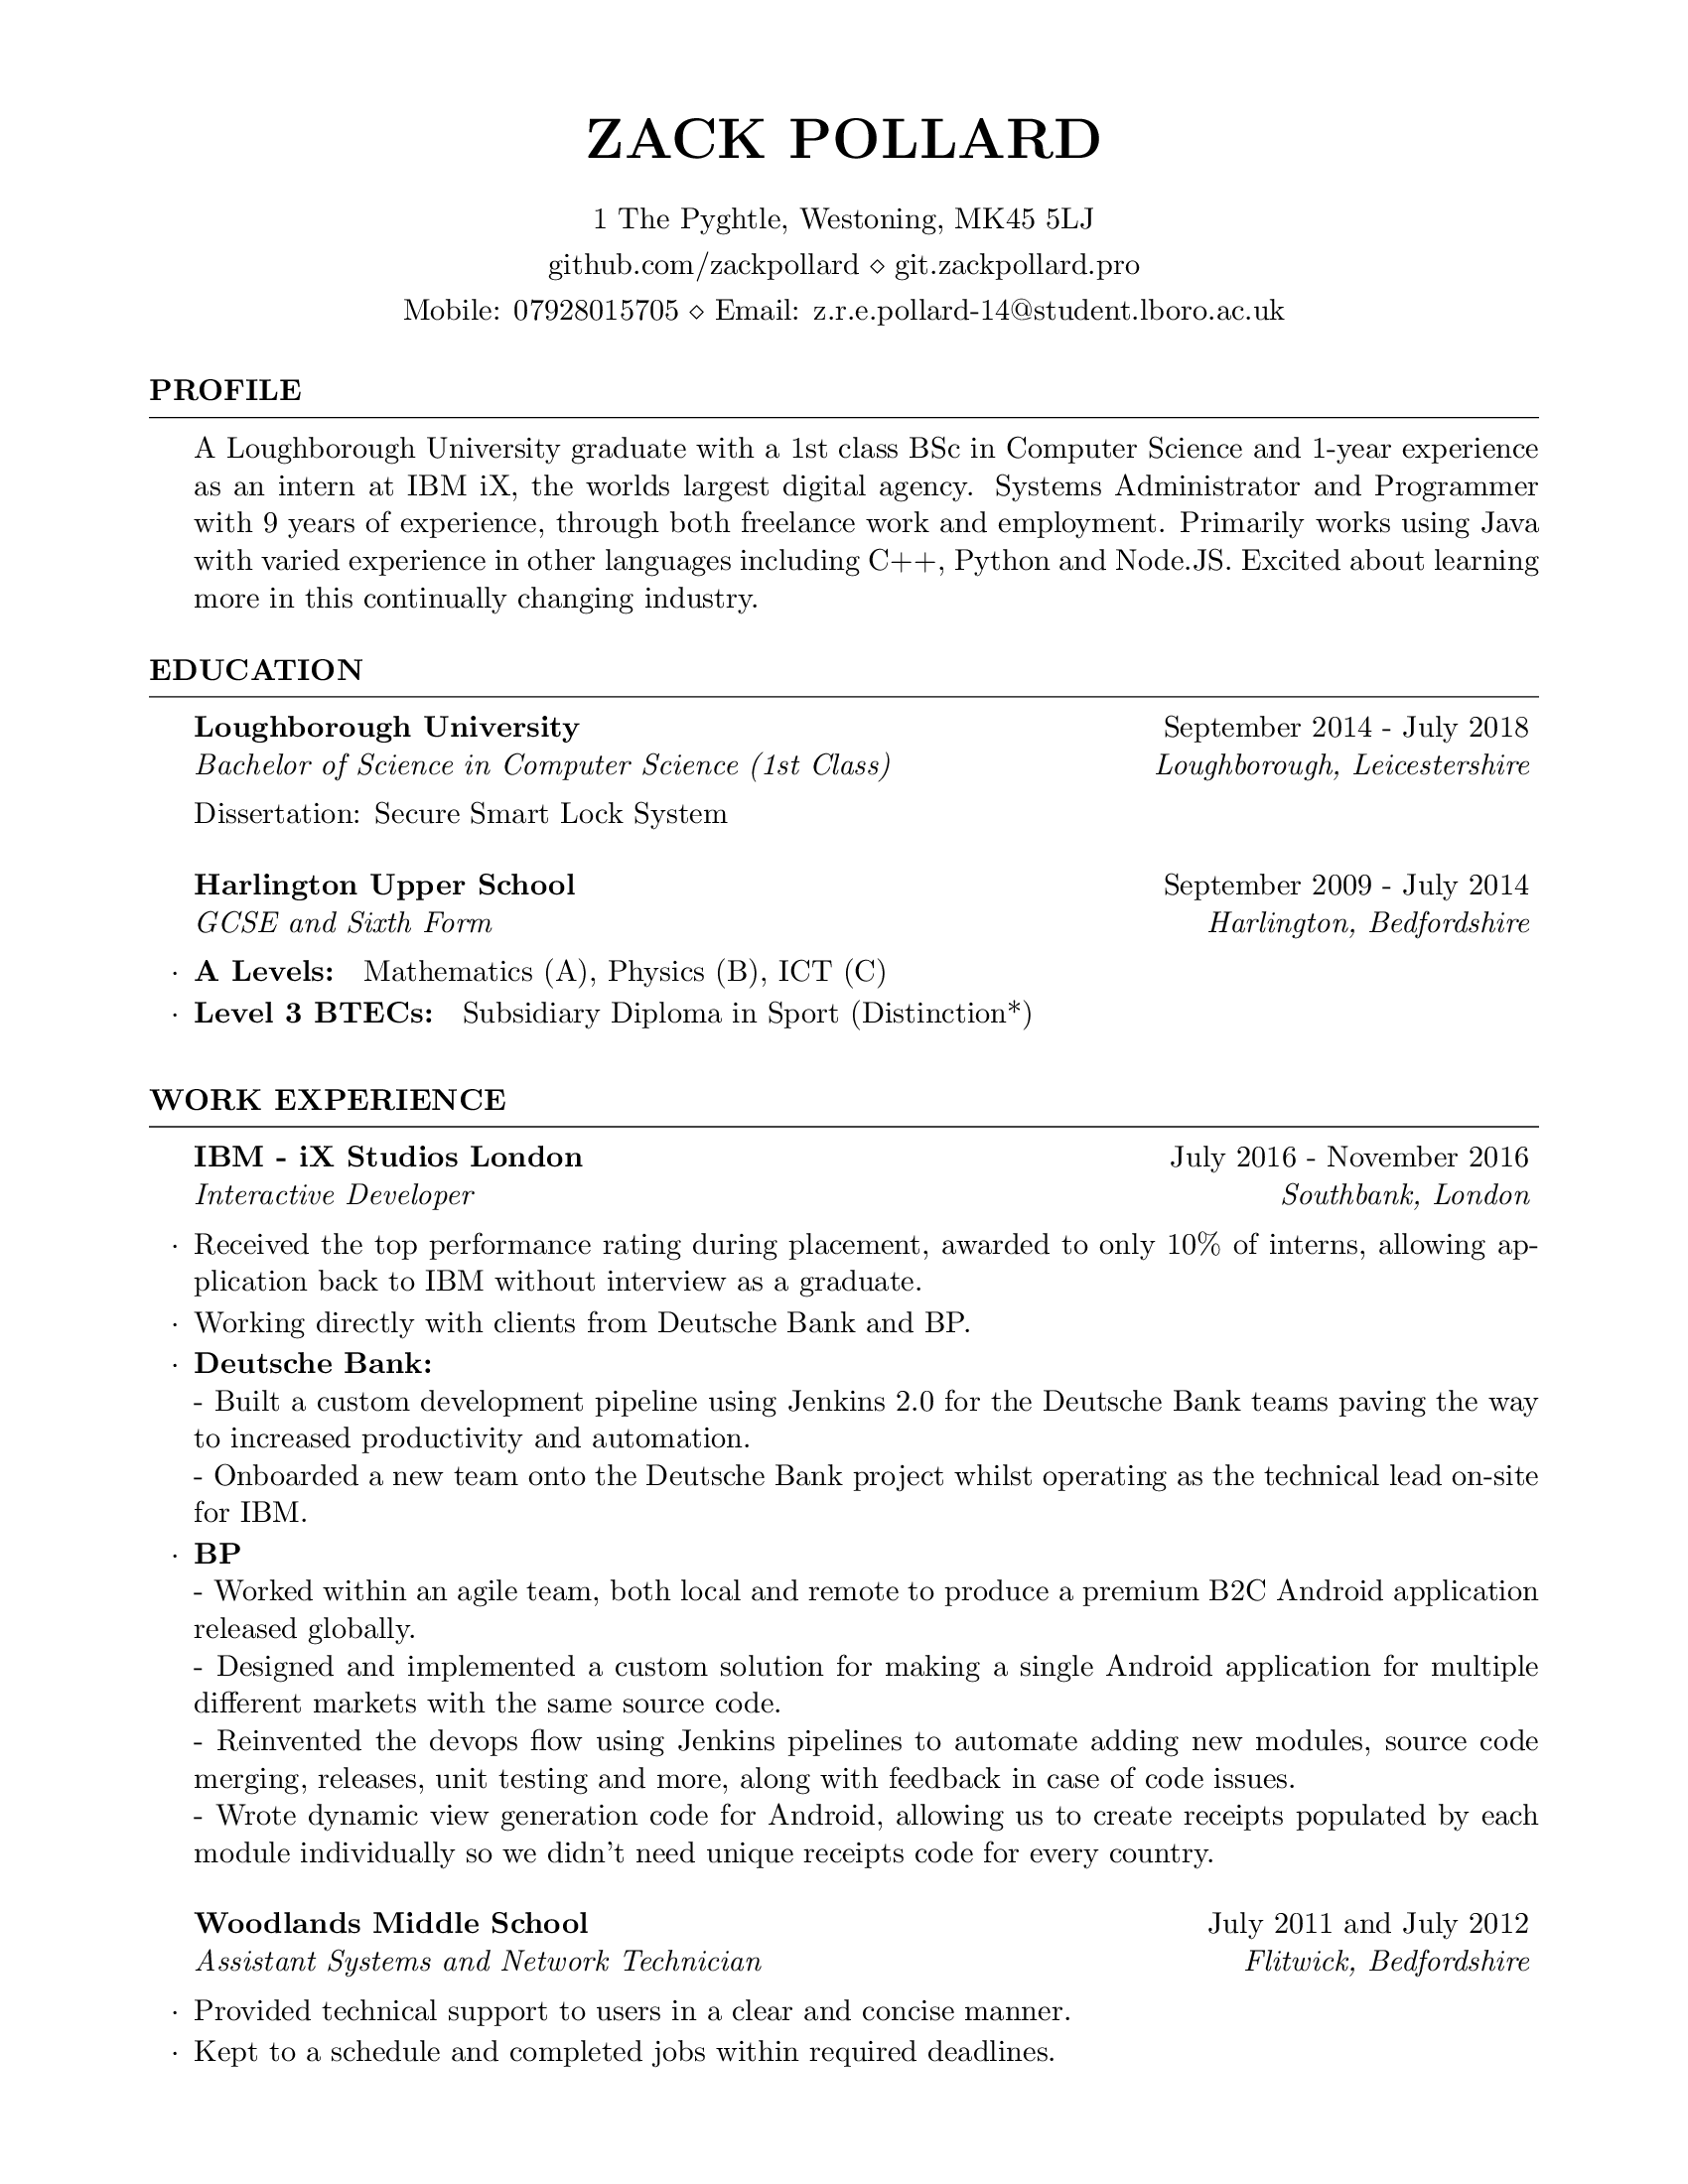 ZACK POLLARD
1 The Pyghtle, Westoning, MK45 5LJ
github.com/zackpollard ⋄ git.zackpollard.pro
Mobile: 07928015705 ⋄ Email: z.r.e.pollard-14@student.lboro.ac.uk
PROFILE
A Loughborough University graduate with a 1st class BSc in Computer Science and 1-year experience
as an intern at IBM iX, the worlds largest digital agency. Systems Administrator and Programmer
with 9 years of experience, through both freelance work and employment. Primarily works using Java
with varied experience in other languages including C++, Python and Node.JS. Excited about learning
more in this continually changing industry.
EDUCATION
Loughborough University September 2014 - July 2018
Bachelor of Science in Computer Science (1st Class) Loughborough, Leicestershire
Dissertation: Secure Smart Lock System
Harlington Upper School September 2009 - July 2014
GCSE and Sixth Form Harlington, Bedfordshire
· A Levels: Mathematics (A), Physics (B), ICT (C)
· Level 3 BTECs: Subsidiary Diploma in Sport (Distinction*)
WORK EXPERIENCE
IBM - iX Studios London July 2016 - November 2016
Interactive Developer Southbank, London
· Received the top performance rating during placement, awarded to only 10% of interns, allowing ap-
plication back to IBM without interview as a graduate.
· Working directly with clients from Deutsche Bank and BP.
· Deutsche Bank:
- Built a custom development pipeline using Jenkins 2.0 for the Deutsche Bank teams paving the way
to increased productivity and automation.
- Onboarded a new team onto the Deutsche Bank project whilst operating as the technical lead on-site
for IBM.
· BP
- Worked within an agile team, both local and remote to produce a premium B2C Android application
released globally.
- Designed and implemented a custom solution for making a single Android application for multiple
different markets with the same source code.
- Reinvented the devops flow using Jenkins pipelines to automate adding new modules, source code
merging, releases, unit testing and more, along with feedback in case of code issues.
- Wrote dynamic view generation code for Android, allowing us to create receipts populated by each
module individually so we didn't need unique receipts code for every country.
Woodlands Middle School July 2011 and July 2012
Assistant Systems and Network Technician Flitwick, Bedfordshire
· Provided technical support to users in a clear and concise manner.
· Kept to a schedule and completed jobs within required deadlines.